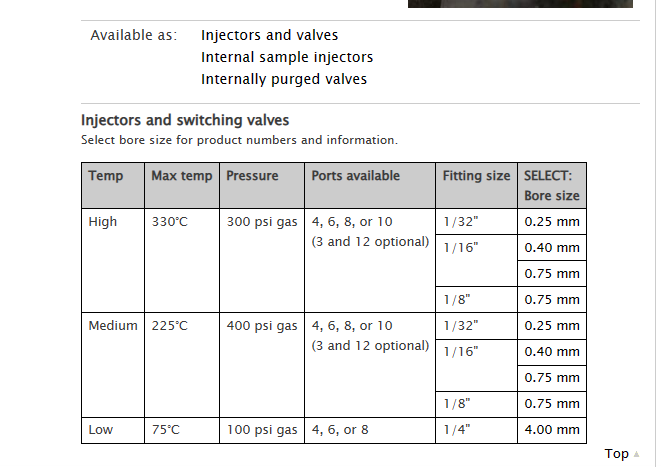 Available as: Injectors and valves
Internal sample injectors
Internally purged valves
Injectors and switching valves
Select bore size for product numbers and information.
Temp Max temp Pressure Ports available Fitting size SELECT:
Bore size
High 330°C 300 psi gas 4, 6, 8, or 10 1/32" 0.25 mm
(3 and 12 optional) 1/16" 0.40 mm
0.75 mm
1/8" 0.75 mm
Medium 225°C 400 psi gas 4, 6, 8, or 10 1/32" 0.25 mm
(3 and 12 optional) 1/16" 0.40 mm
0.75 mm
1/8" 0.75 mm
Low 75°C 100 psi gas 4, 6, or 8 1/4" 4.00 mm
Top